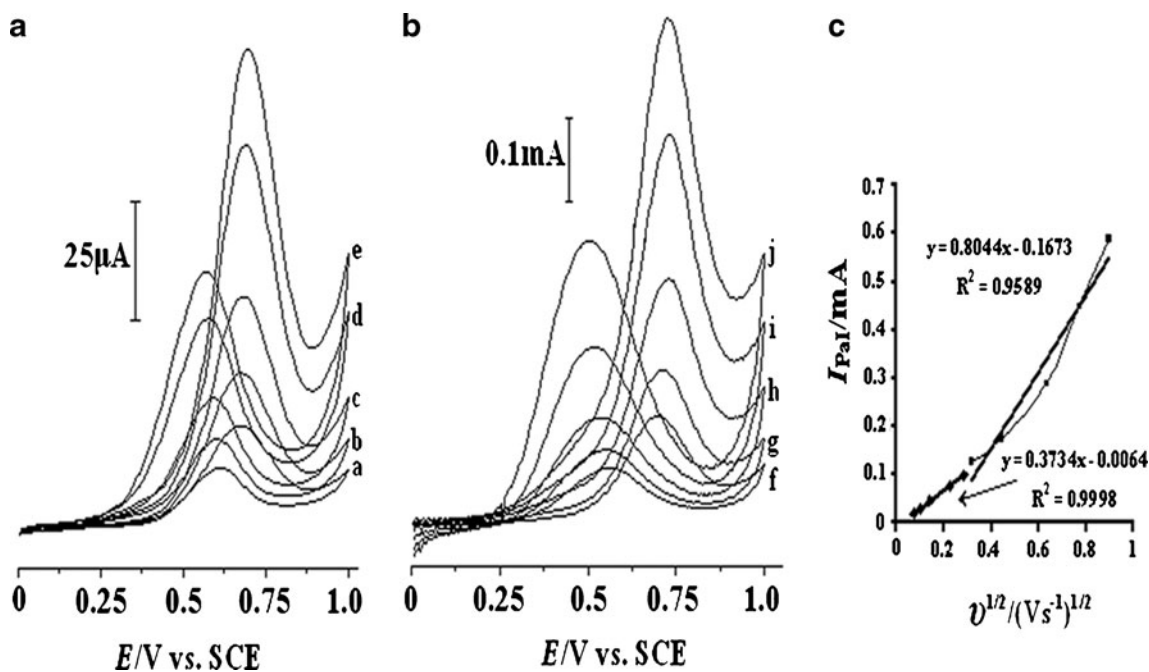 a
25µA
e
d
c
b
a
0 0.25 0.5 0.75 1.0
E/V vs. SCE
b
0.1mA
j
i
h
g
f
0 0.25 0.5 0.75 1.0
E/V vs. SCE
c
0.7
0.6
0.5
0.4
0.3
0.2
0.1
0
I_PaI/mA
y = 0.8044x - 0.1673
R² = 0.9589
y = 0.3734x - 0.0064
R² = 0.9998
0 0.2 0.4 0.6 0.8 1
υ^1/2/(Vs^-1)^1/2